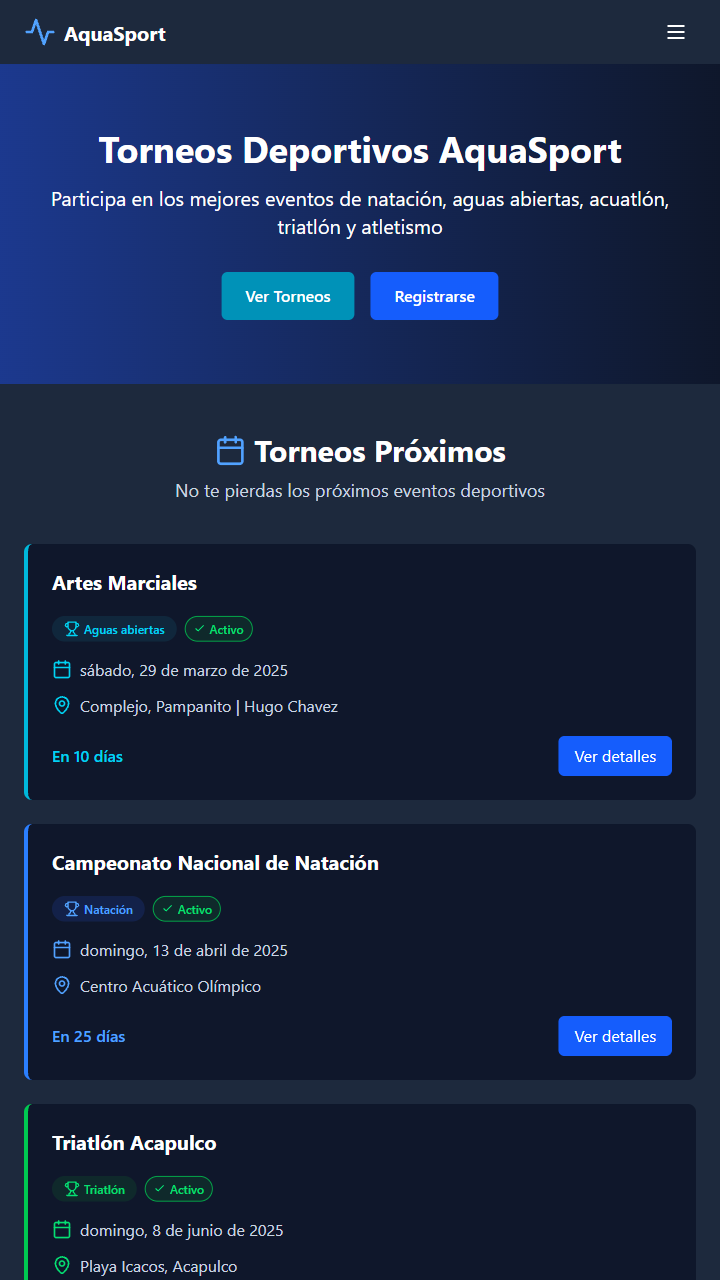 AquaSport
Torneos Deportivos AquaSport
Participa en los mejores eventos de natación, aguas abiertas, acuatlón,
triatlón y atletismo
Ver Torneos
Registrarse
Torneos Próximos
No te pierdas los próximos eventos deportivos
Artes Marciales
Aguas abiertas
Activo
sábado, 29 de marzo de 2025
Complejo, Pampanito | Hugo Chavez
En 10 días
Ver detalles
Campeonato Nacional de Natación
Natación
Activo
domingo, 13 de abril de 2025
Centro Acuático Olímpico
En 25 días
Ver detalles
Triatlón Acapulco
Triatlón
Activo
domingo, 8 de junio de 2025
Playa Icacos, Acapulco